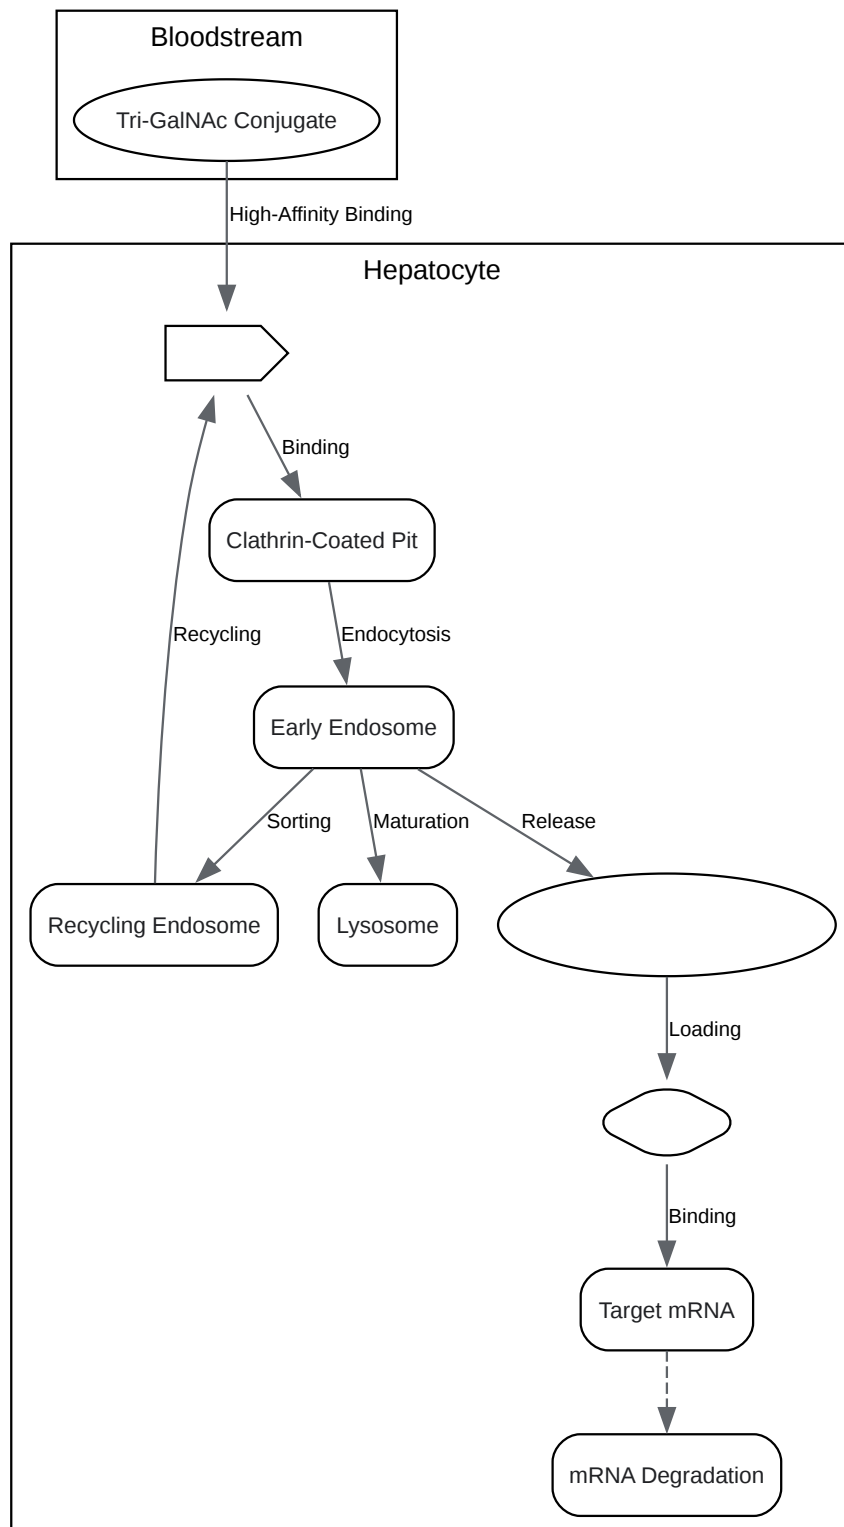 Bloodstream
Tri-GalNAc Conjugate
High-Affinity Binding
Hepatocyte
Binding
Clathrin-Coated Pit
Recycling
Endocytosis
Early Endosome
Sorting
Maturation
Release
Recycling Endosome
Lysosome
Loading
Binding
Target mRNA
mRNA Degradation